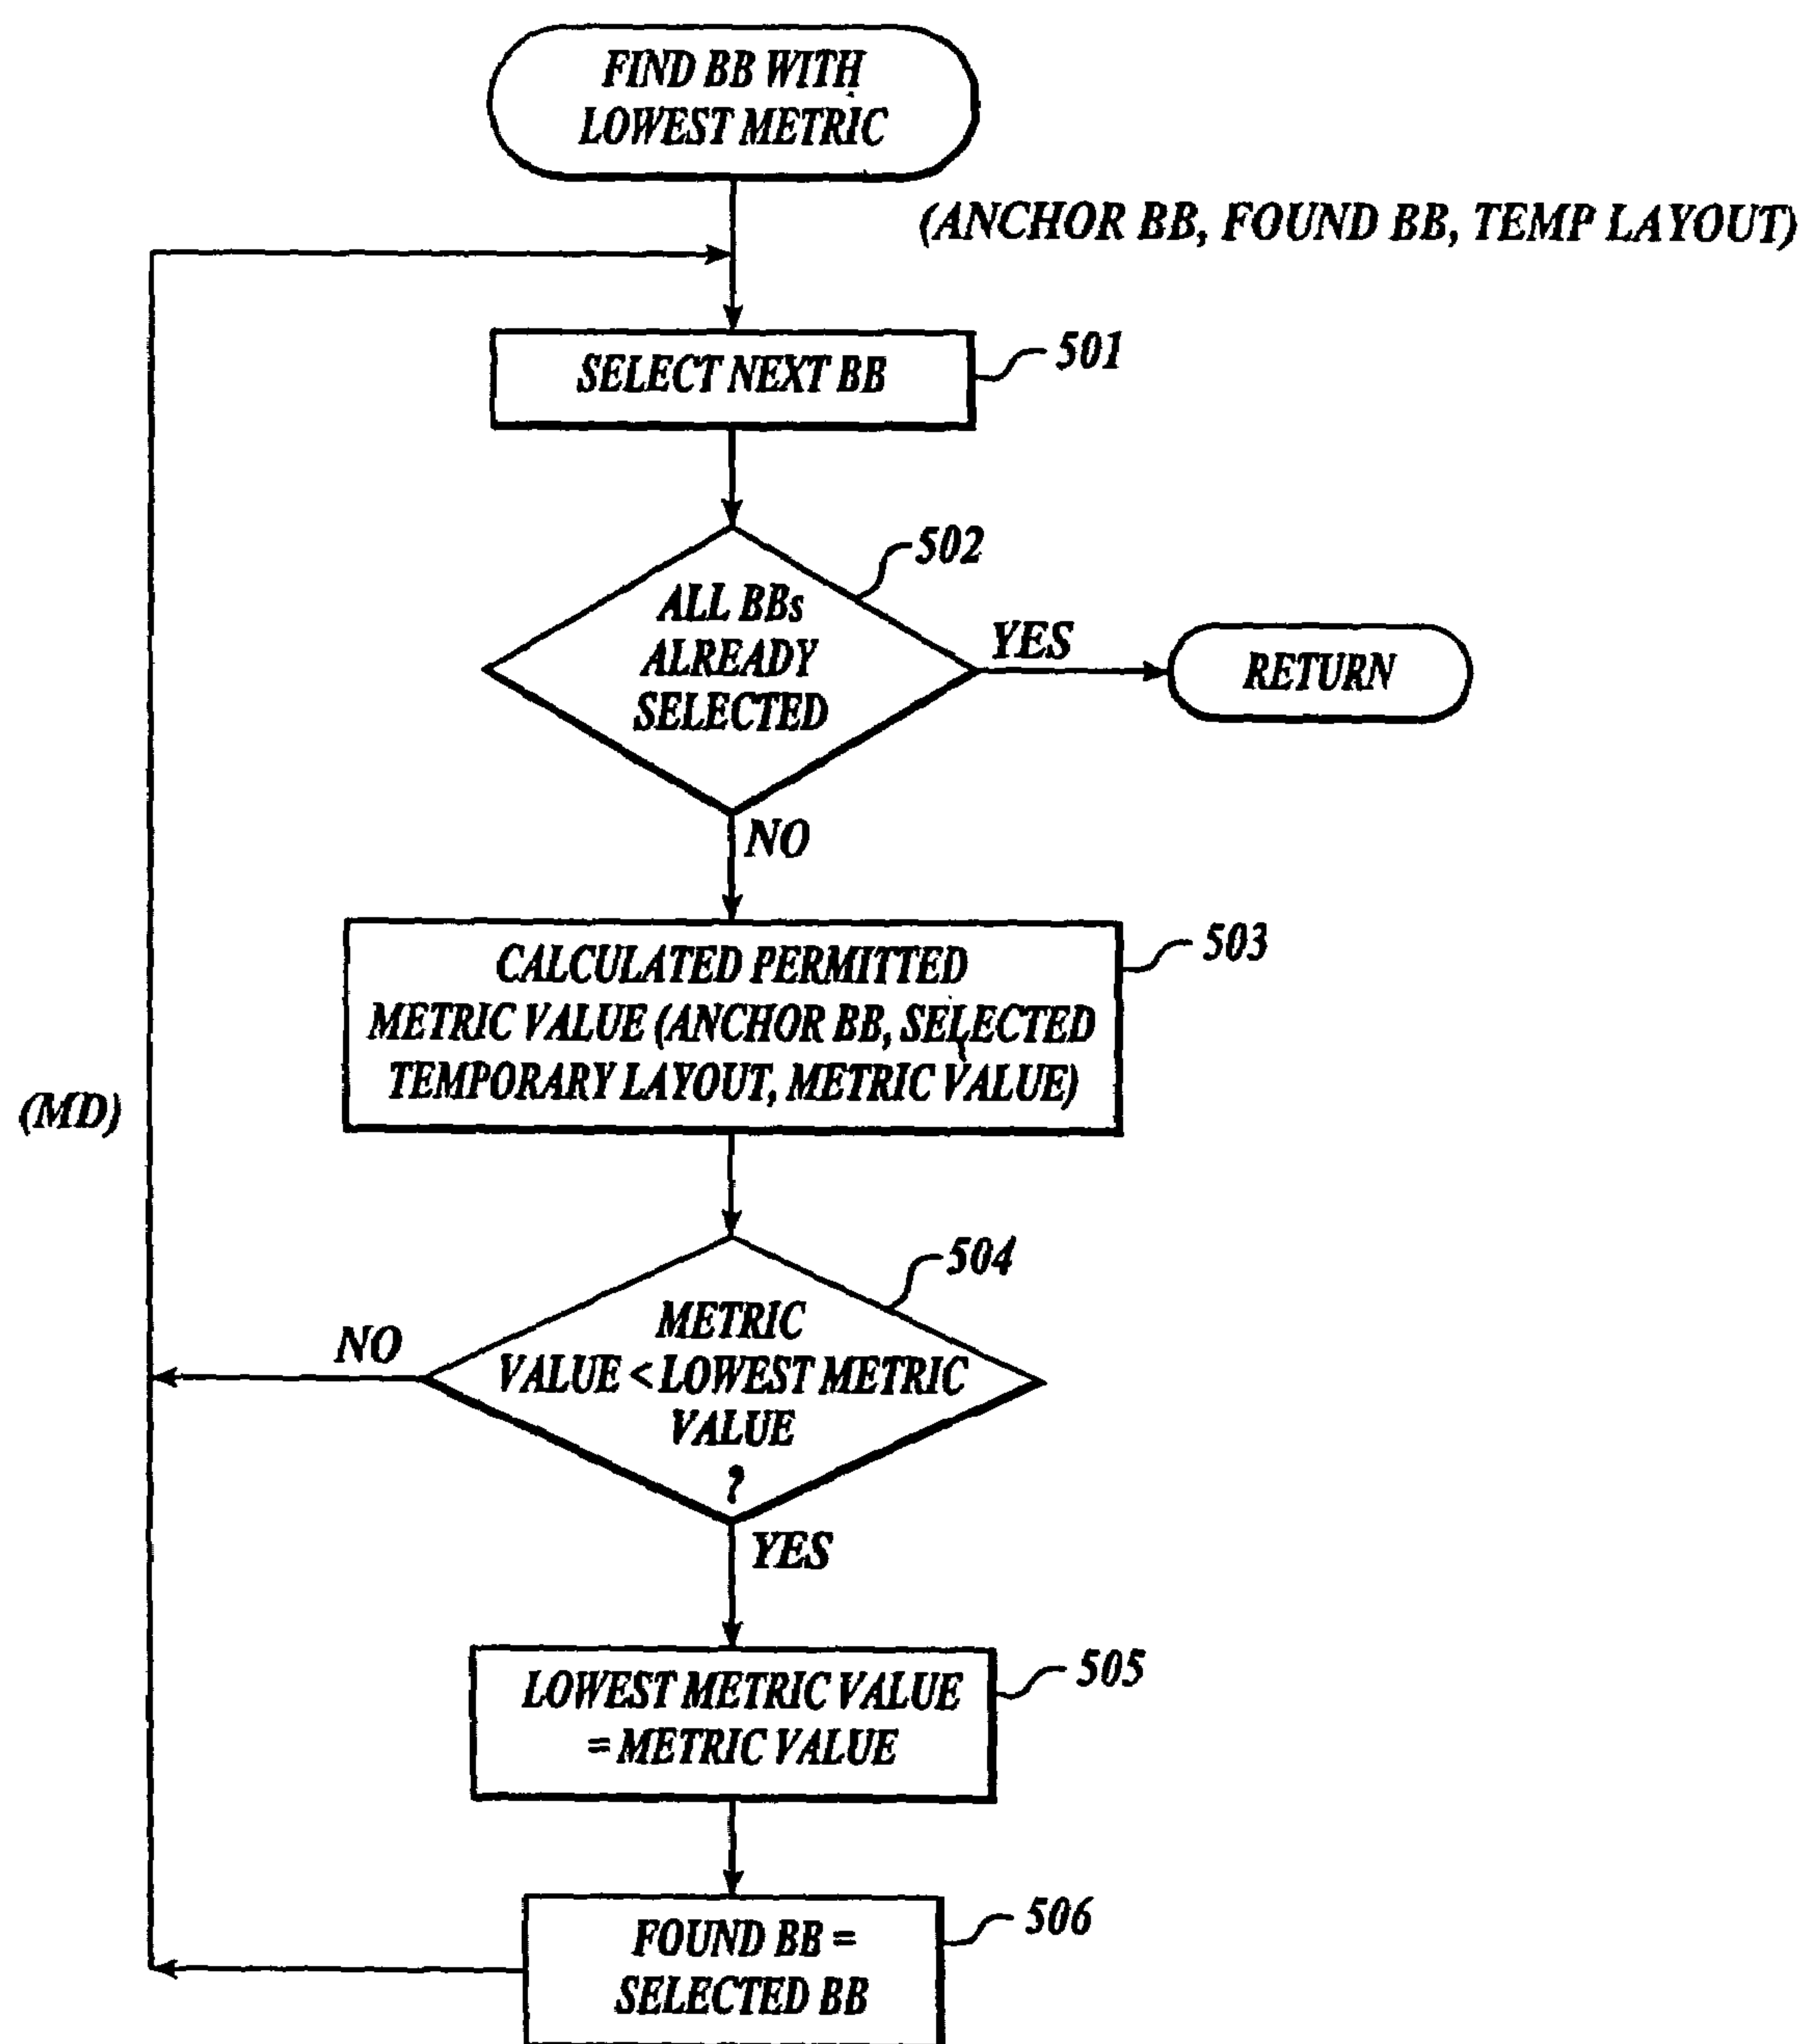 FIND BB WITH
LOWEST METRIC
(ANCHOR BB, FOUND BB, TEMP LAYOUT)
SELECT NEXT BB
501
502
ALL BBs
ALREADY
SELECTED
YES
RETURN
NO
503
CALCULATED PERMITTED
METRIC VALUE (ANCHOR BB, SELECTED
TEMPORARY LAYOUT, METRIC VALUE)
(MD)
504
METRIC
VALUE < LOWEST METRIC
VALUE
?
NO
YES
505
LOWEST METRIC VALUE
= METRIC VALUE
506
FOUND BB =
SELECTED BB